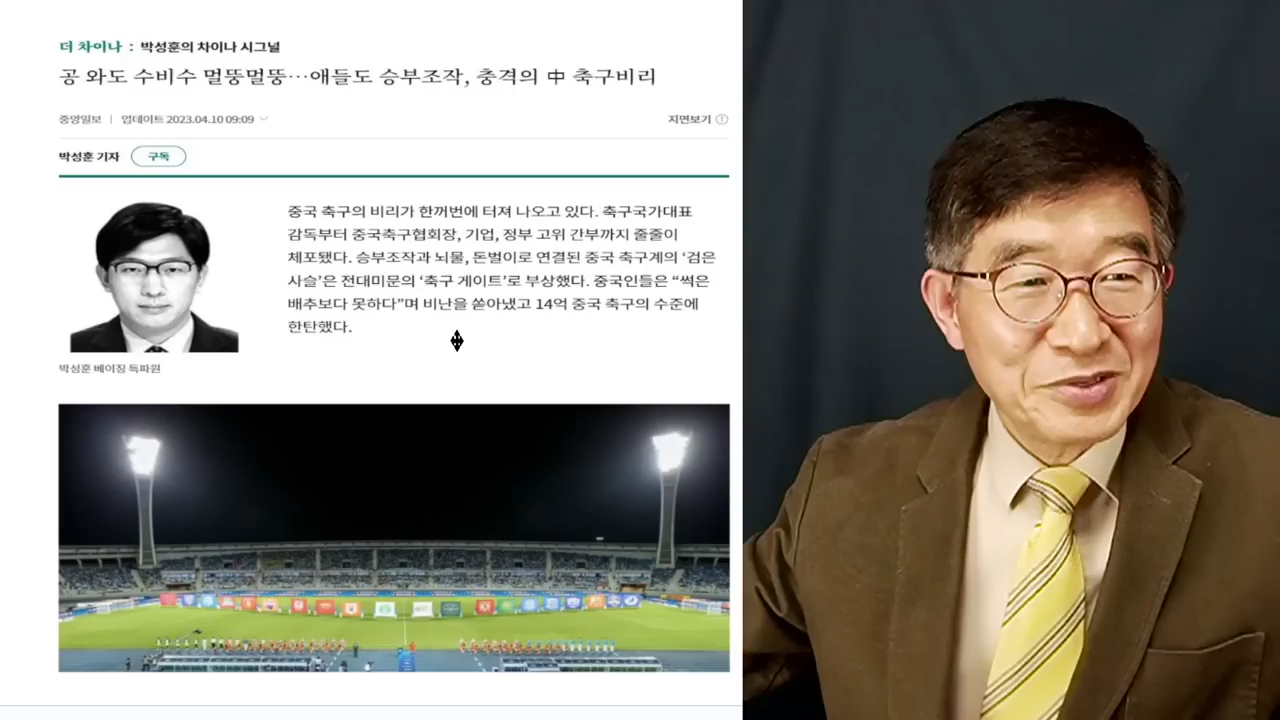 더 차이나 : 박성훈의 차이나 시그널
공 와도 수비수 멀뚱멀뚱…애들도 승부조작, 충격의 中 축구비리
중앙일보 | 업데이트 2023.04.10 09:09
지면보기
박성훈 기자 구독
중국 축구의 비리가 한꺼번에 터져 나오고 있다. 축구국가대표
감독부터 중국축구협회장, 기업, 정부 고위 간부까지 줄줄이
체포됐다. 승부조작과 뇌물, 돈벌이로 연결된 중국 축구계의 ‘검은
사슬’은 전대미문의 ‘축구 게이트’로 부상했다. 중국인들은 “썩은
배추보다 못하다”며 비난을 쏟아냈고 14억 중국 축구의 수준에
한탄했다.
박성훈 베이징 특파원